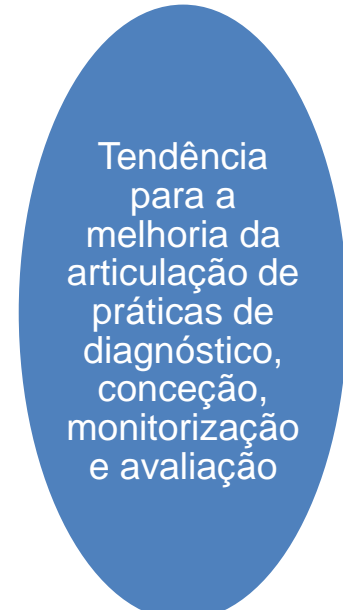 Tendência
para a
melhoria da
articulação de
práticas de
diagnóstico,
conceção,
monitorização
e avaliação